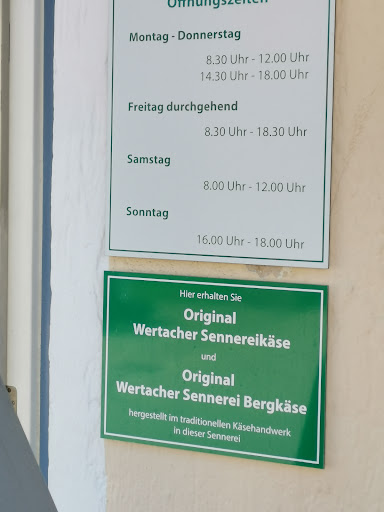 Öffnungszeiten
Montag - Donnerstag
8.30 Uhr - 12.00 Uhr
14.30 Uhr - 18.00 Uhr
Freitag durchgehend
8.30 Uhr - 18.30 Uhr
Samstag
8.00 Uhr - 12.00 Uhr
Sonntag
16.00 Uhr - 18.00 Uhr
Hier erhalten Sie
Original
Wertacher Sennereikäse
und
Original
Wertacher Sennerei Bergkäse
hergestellt im traditionellen Käsehandwerk
in dieser Sennerei